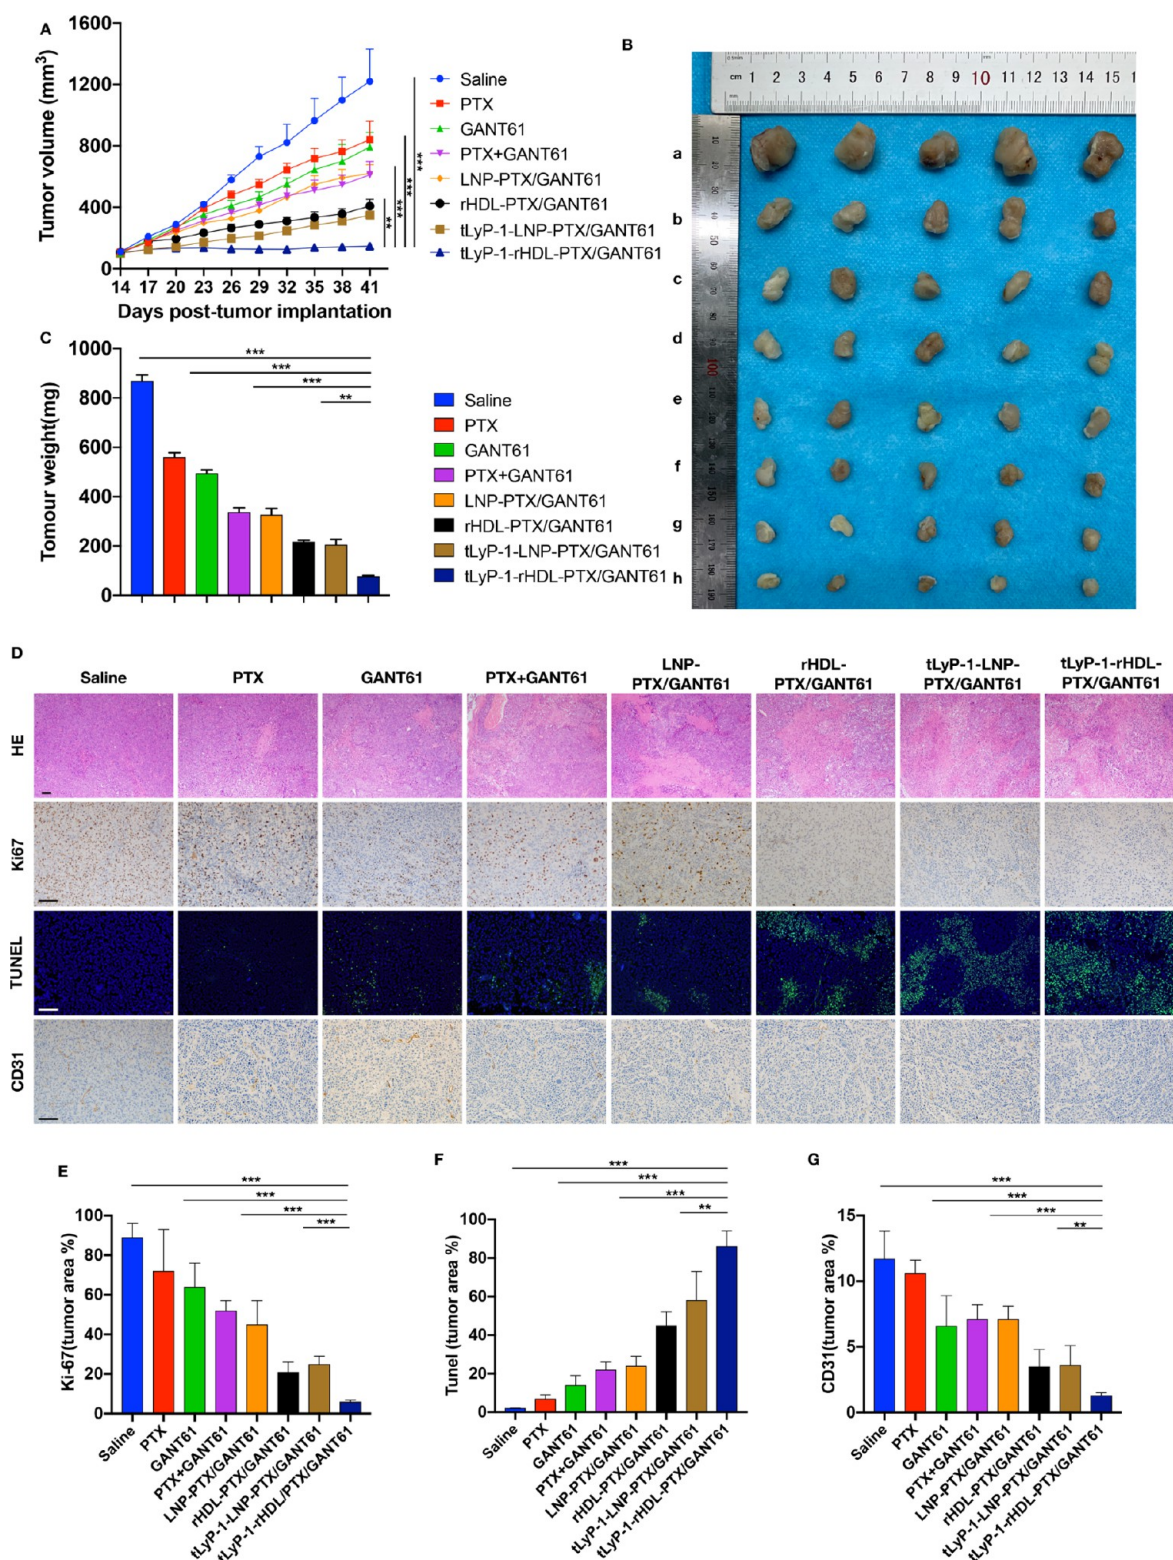 A
1600
1200
800
400
0
Tumor volume (mm³)
14 17 20 23 26 29 32 35 38 41
Days post-tumor implantation
Saline
PTX
GANT61
PTX+GANT61
LNP-PTX/GANT61
rHDL-PTX/GANT61
tLyP-1-LNP-PTX/GANT61
tLyP-1-rHDL-PTX/GANT61
***
***
***
**
B
cm 1 2 3 4 5 6 7 8 9 10 11 12 13 14 15
a
b
c
d
e
f
g
h
C
1000
800
600
400
200
0
Tomour weight(mg)
***
***
***
**
Saline
PTX
GANT61
PTX+GANT61
LNP-PTX/GANT61
rHDL-PTX/GANT61
tLyP-1-LNP-PTX/GANT61
tLyP-1-rHDL-PTX/GANT61
D
Saline
PTX
GANT61
PTX+GANT61
LNP-
PTX/GANT61
rHDL-
PTX/GANT61
tLyP-1-LNP-
PTX/GANT61
tLyP-1-rHDL-
PTX/GANT61
HE
Ki67
TUNEL
CD31
E
***
***
***
***
100
80
60
40
20
0
Ki-67(tumor area %)
Saline
PTX
GANT61
PTX+GANT61
LNP-PTX/GANT61
rHDL-PTX/GANT61
tLyP-1-LNP-PTX/GANT61
tLyP-1-rHDL/PTX/GANT61
F
***
***
***
**
100
80
60
40
20
0
Tunel (tumor area %)
Saline
PTX
GANT61
PTX+GANT61
LNP-PTX/GANT61
rHDL-PTX/GANT61
tLyP-1-LNP-PTX/GANT61
tLyP-1-rHDL-PTX/GANT61
G
***
***
***
**
15
10
5
0
CD31(tumor area %)
Saline
PTX
GANT61
PTX+GANT61
LNP-PTX/GANT61
rHDL-PTX/GANT61
tLyP-1-LNP-PTX/GANT61
tLyP-1-rHDL-PTX/GANT61